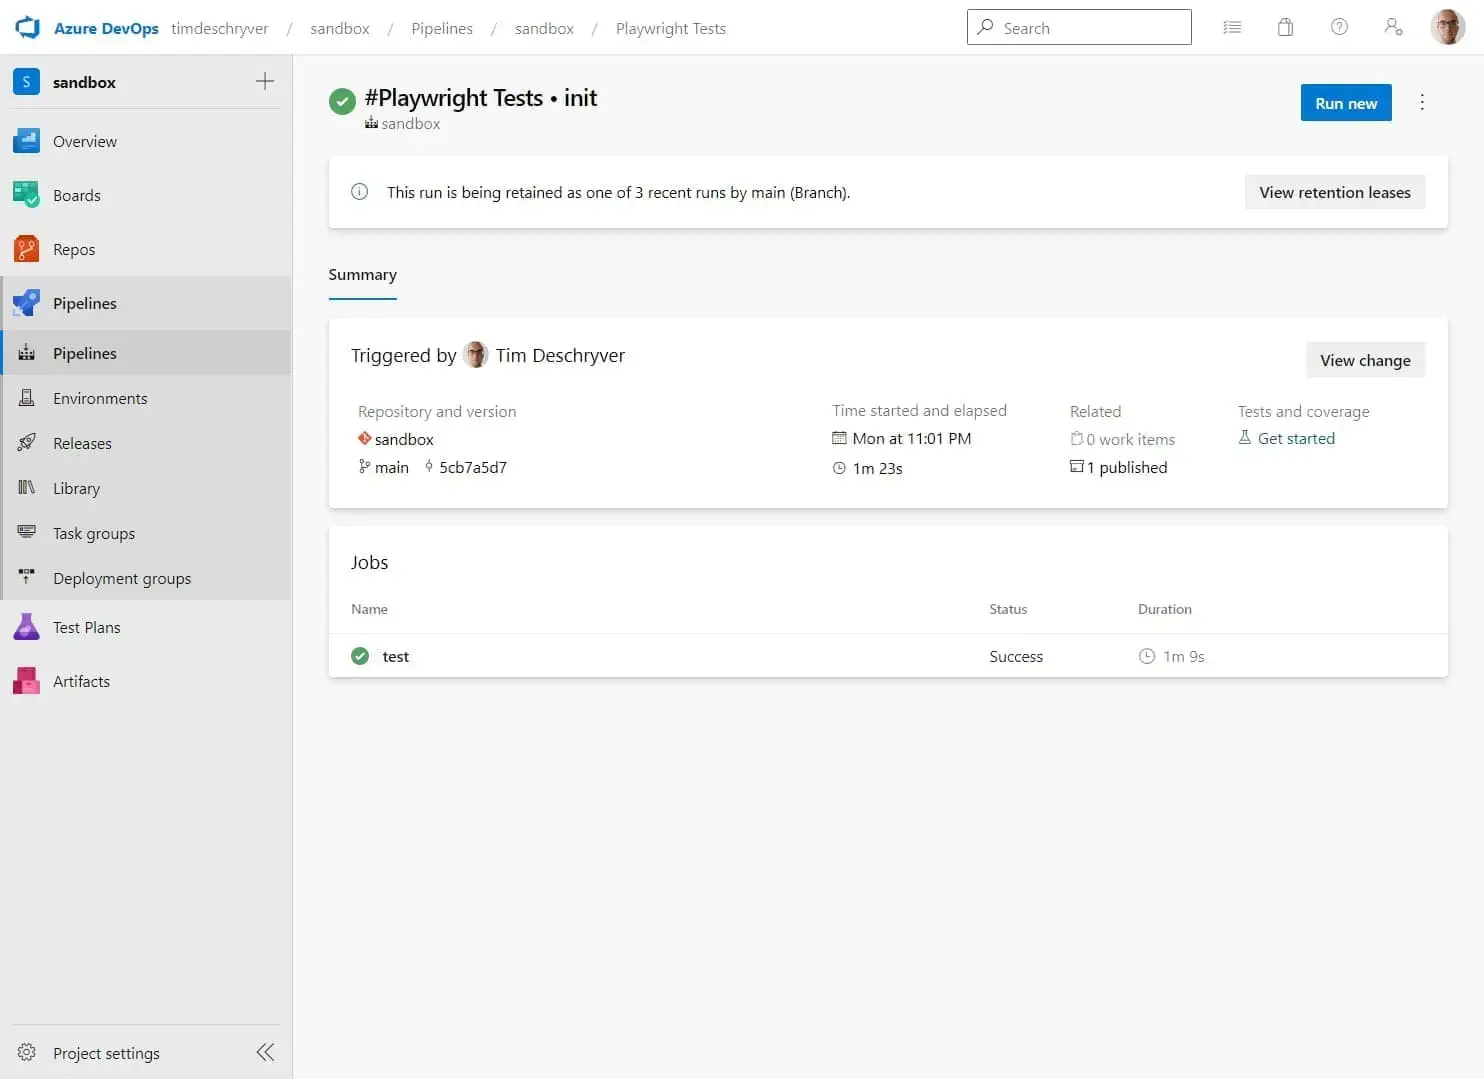 Azure DevOps timdeschryver / sandbox / Pipelines / sandbox / Playwright Tests
Search
S sandbox
Overview
Boards
Repos
Pipelines
Pipelines
Environments
Releases
Library
Task groups
Deployment groups
Test Plans
Artifacts
Project settings
#Playwright Tests • init
sandbox
Run new
This run is being retained as one of 3 recent runs by main (Branch).
View retention leases
Summary
Triggered by Tim Deschryver
View change
Repository and version
sandbox
main 5cb7a5d7
Time started and elapsed
Mon at 11:01 PM
1m 23s
Related
0 work items
1 published
Tests and coverage
Get started
Jobs
Name Status Duration
test Success 1m 9s